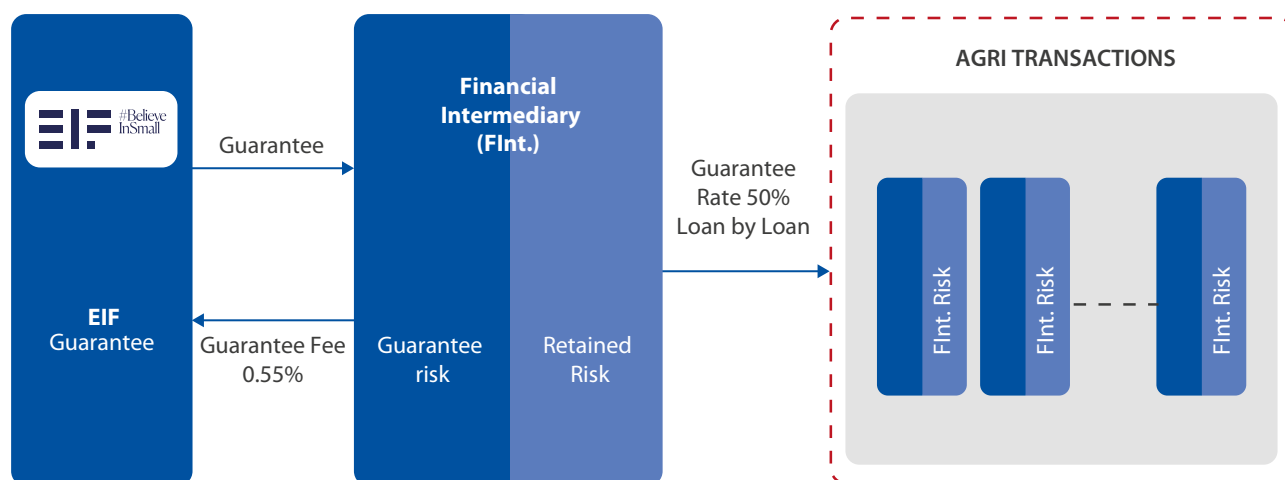 #Believe
InSmall
EIF
Guarantee
Guarantee
Guarantee Fee
0.55%
Financial
Intermediary
(FInt.)
Guarantee
risk
Retained
Risk
Guarantee
Rate 50%
Loan by Loan
AGRI TRANSACTIONS
FInt. Risk
FInt. Risk
FInt. Risk